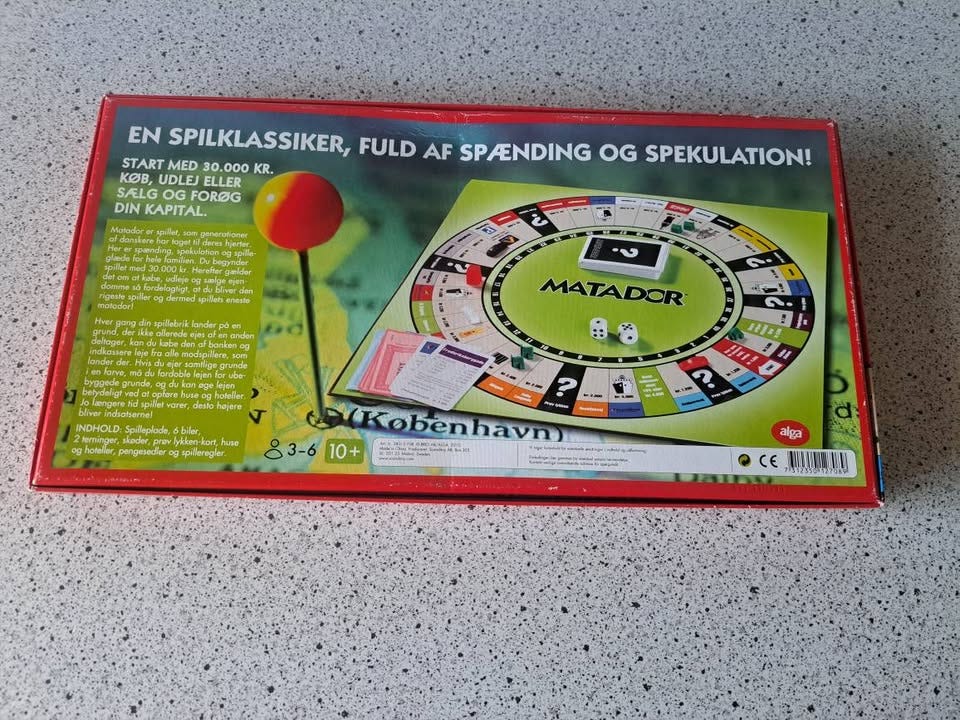 EN SPILKLASSIKER, FULD AF SPÆNDING OG SPEKULATION!
START MED 30.000 KR.
KØB, UDLEJ ELLER
SÆLG OG FORØG
DIN KAPITAL.
Matador er spillet, som generationer
af danskere har taget til deres hjerter.
Her er spænding, spekulation og spille-
glæde for hele familien. Du begynder
spillet med 30.000 kr. Herefter gælder
det om at købe, udleje og sælge ejen-
domme så fordelagtigt, at du bliver den
rigeste spiller og dermed spillets eneste
matador!
Hver gang din spillebrik lander på en
grund, der ikke allerede ejes af en anden
deltager, kan du købe den af banken og
indkassere leje fra alle modspillere, som
lander der. Hvis du ejer samtlige grunde
i en farve, må du fordoble lejen for ube-
byggede grunde, og du kan øge lejen
betydeligt ved at opføre huse og hoteller.
Jo længere tid spillet varer, desto højere
bliver indsatserne!
INDHOLD: Spilleplade, 6 biler,
2 terninger, skøder, prøv lykken-kort, huse
og hoteller, pengesedler og spilleregler.
MATADOR
?
?
?
?
?
?
Prøv lykken
Frederiksberggade
(København)
3-6
10+
alga
CE
7 312350 127089
Dalby